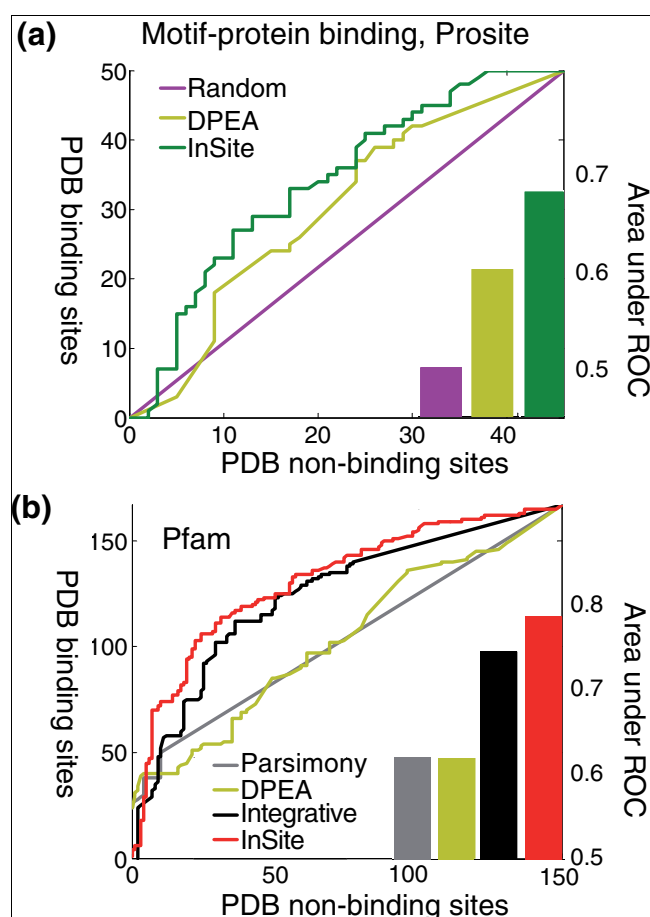 (a)
Motif-protein binding, Prosite
50
40
30
20
10
0
PDB binding sites
Random
DPEA
InSite
0.7
0.6
0.5
Area under ROC
0
10
20
30
40
PDB non-binding sites
(b)
Pfam
150
100
50
0
PDB binding sites
Parsimony
DPEA
Integrative
InSite
0.8
0.7
0.6
0.5
Area under ROC
0
50
100
150
PDB non-binding sites